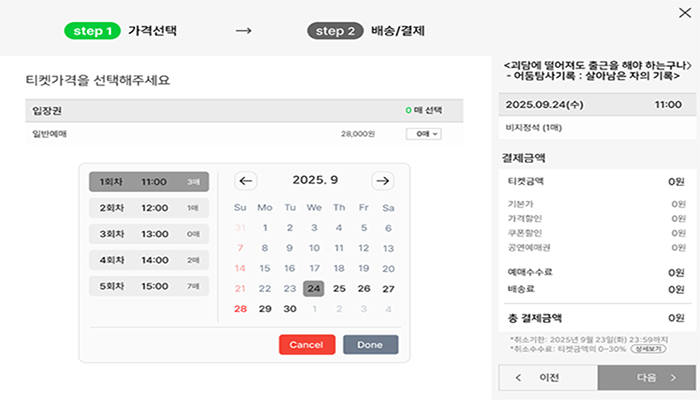 step 1 가격선택 → step 2 배송/결제
티켓가격을 선택해주세요
입장권 0 매 선택
일반예매 28,000원 0매
1회차 11:00 3매
2회차 12:00 1매
3회차 13:00 0매
4회차 14:00 2매
5회차 15:00 7매
← 2025. 9 →
Su Mo Tu We Th Fr Sa
31 1 2 3 4 5 6
7 8 9 10 11 12 13
14 15 16 17 18 19 20
21 22 23 24 25 26 27
28 29 30 1 2 3 4
Cancel Done
<괴담에 떨어져도 출근을 해야 하는구나>
- 어둠탐사기록 : 살아남은 자의 기록>
2025.09.24(수) 11:00
비지정석 (1매)
결제금액
티켓금액 0원
기본가 0원
가격할인 0원
쿠폰할인 0원
공연예매권 0원
예매수수료 0원
배송료 0원
총 결제금액 0원
*취소기한: 2025년 9월 23일(화) 23:59까지
*취소수수료: 티켓금액의 0~30% 상세보기
< 이전 다음 >